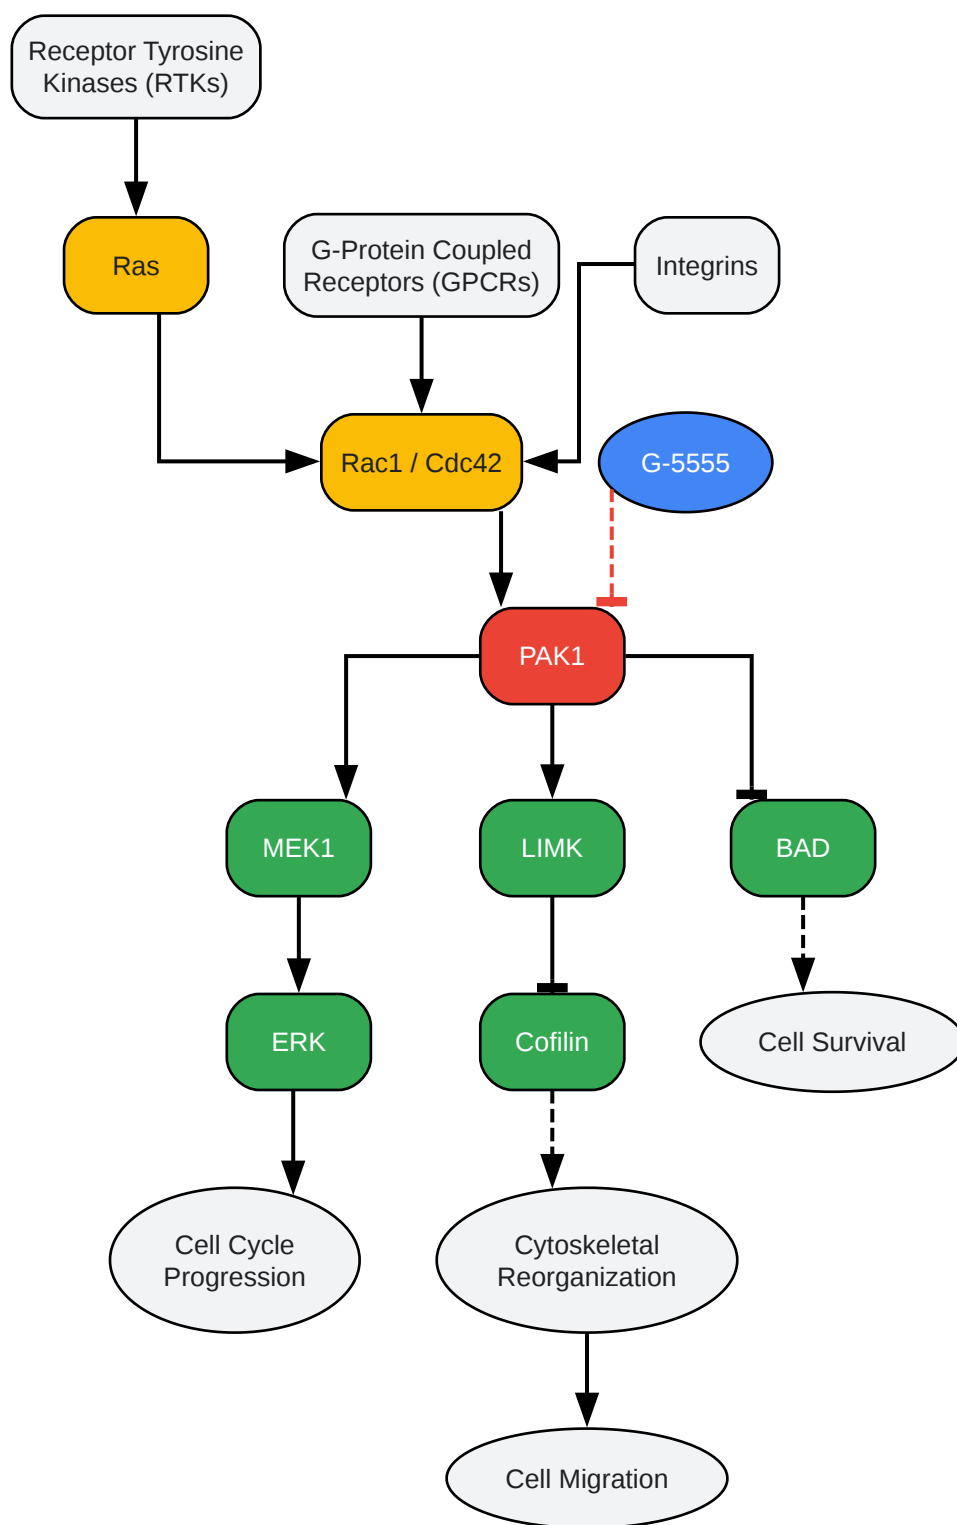 Receptor Tyrosine
Kinases (RTKs)
Ras
G-Protein Coupled
Receptors (GPCRs)
Integrins
Rac1 / Cdc42
G-5555
PAK1
MEK1
LIMK
BAD
ERK
Cofilin
Cell Survival
Cell Cycle
Progression
Cytoskeletal
Reorganization
Cell Migration